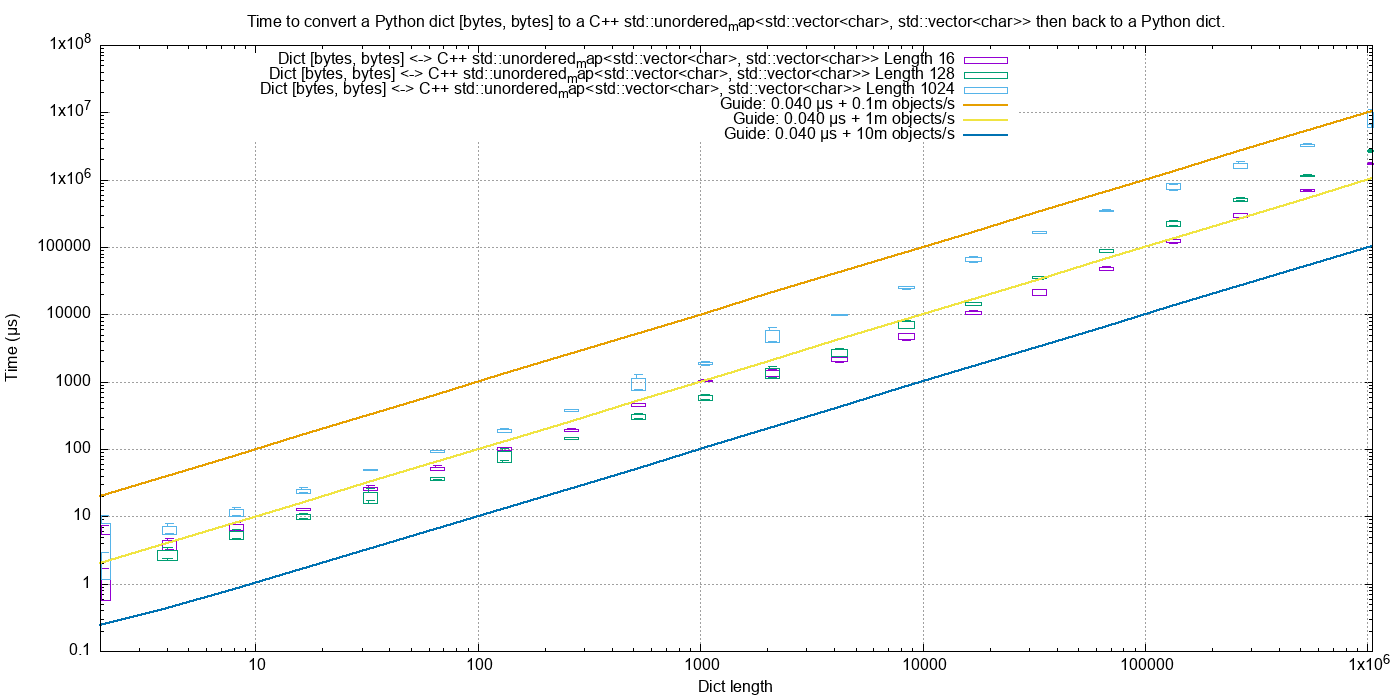 Time to convert a Python dict [bytes, bytes] to a C++ std::unordered_map<std::vector<char>, std::vector<char>> then back to a Python dict.
Dict [bytes, bytes] <-> C++ std::unordered_map<std::vector<char>, std::vector<char>> Length 16
Dict [bytes, bytes] <-> C++ std::unordered_map<std::vector<char>, std::vector<char>> Length 128
Dict [bytes, bytes] <-> C++ std::unordered_map<std::vector<char>, std::vector<char>> Length 1024
Guide: 0.040 µs + 0.1m objects/s
Guide: 0.040 µs + 1m objects/s
Guide: 0.040 µs + 10m objects/s
Time (µs)
1x10^8
1x10^7
1x10^6
100000
10000
1000
100
10
1
0.1
10 100 1000 10000 100000 1x10^6
Dict length